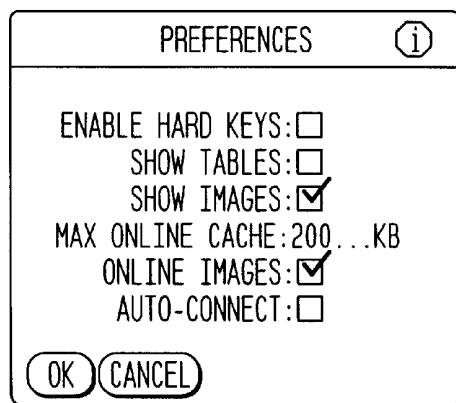 PREFERENCES i
ENABLE HARD KEYS:
SHOW TABLES:
SHOW IMAGES:
MAX ONLINE CACHE:200...KB
ONLINE IMAGES:
AUTO-CONNECT:
OK CANCEL